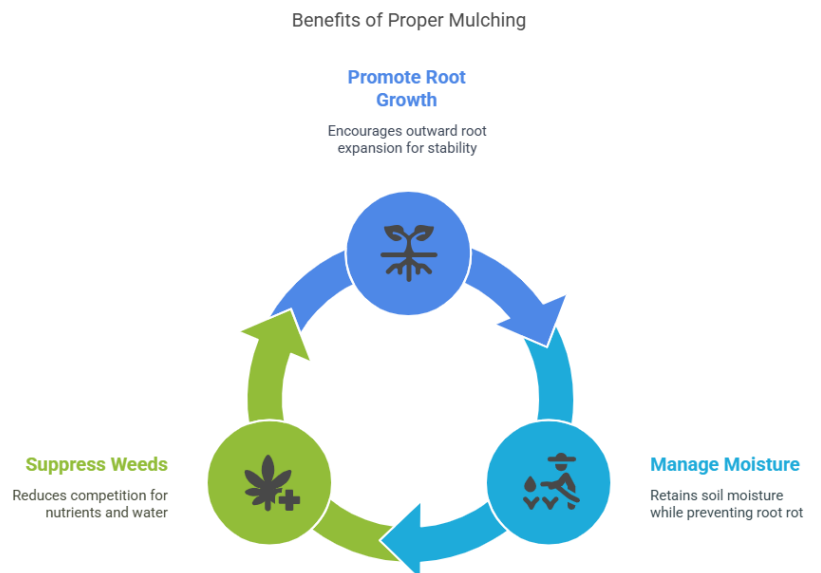 Benefits of Proper Mulching
Promote Root
Growth
Encourages outward root
expansion for stability
Suppress Weeds
Reduces competition for
nutrients and water
Manage Moisture
Retains soil moisture
while preventing root rot